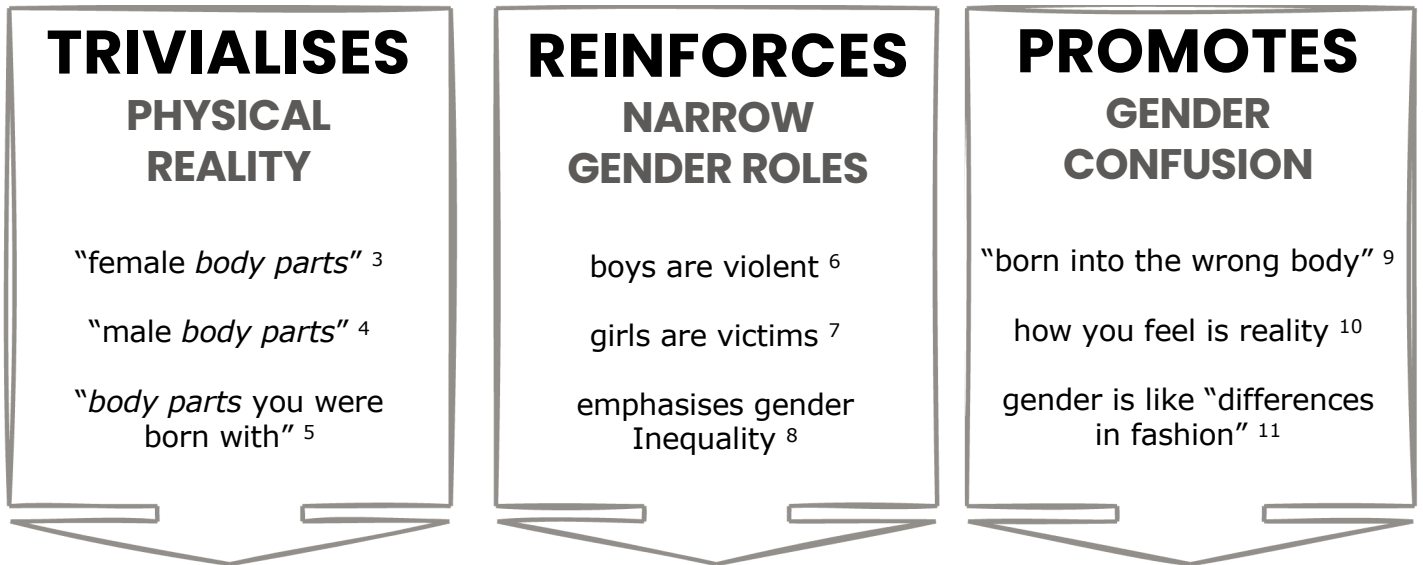 TRIVIALISES
PHYSICAL
REALITY
“female body parts” 3
“male body parts” 4
“body parts you were
born with” 5
REINFORCES
NARROW
GENDER ROLES
boys are violent 6
girls are victims 7
emphasises gender
Inequality 8
PROMOTES
GENDER
CONFUSION
“born into the wrong body” 9
how you feel is reality 10
gender is like “differences
in fashion” 11